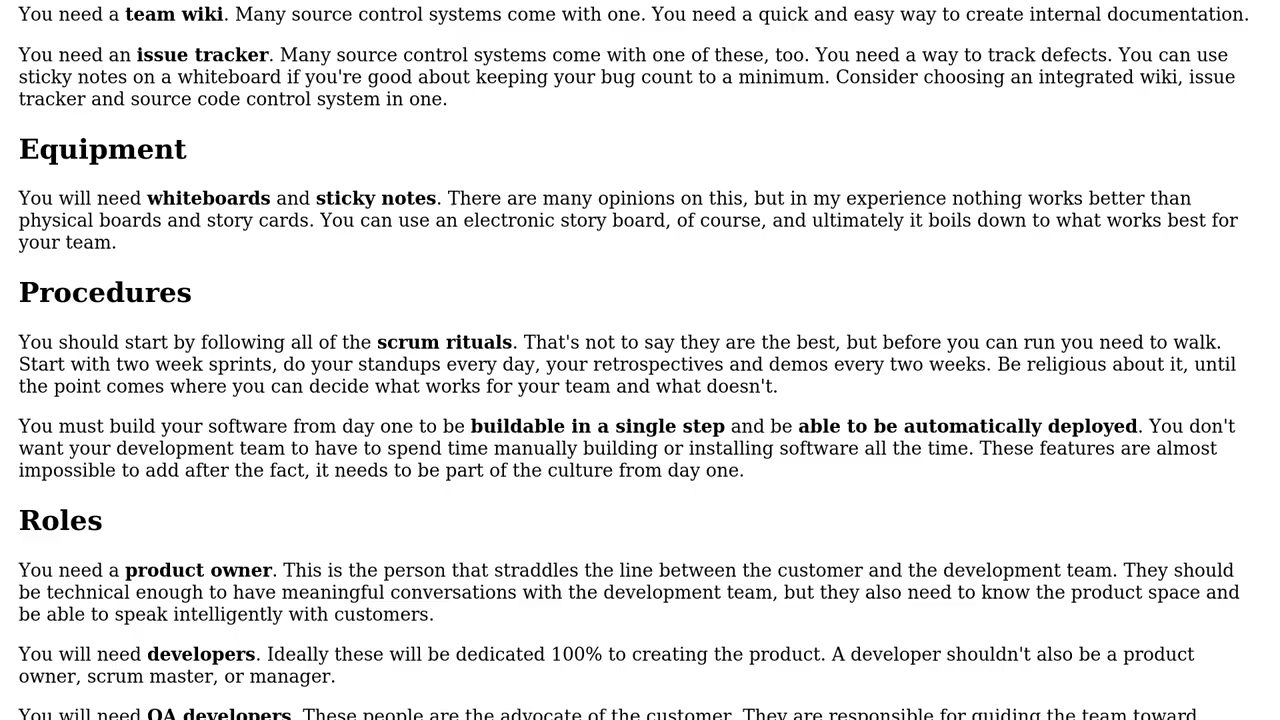 You need a team wiki. Many source control systems come with one. You need a quick and easy way to create internal documentation.
You need an issue tracker. Many source control systems come with one of these, too. You need a way to track defects. You can use
sticky notes on a whiteboard if you're good about keeping your bug count to a minimum. Consider choosing an integrated wiki, issue
tracker and source code control system in one.
Equipment
You will need whiteboards and sticky notes. There are many opinions on this, but in my experience nothing works better than
physical boards and story cards. You can use an electronic story board, of course, and ultimately it boils down to what works best for
your team.
Procedures
You should start by following all of the scrum rituals. That's not to say they are the best, but before you can run you need to walk.
Start with two week sprints, do your standups every day, your retrospectives and demos every two weeks. Be religious about it, until
the point comes where you can decide what works for your team and what doesn't.
You must build your software from day one to be buildable in a single step and be able to be automatically deployed. You don't
want your development team to have to spend time manually building or installing software all the time. These features are almost
impossible to add after the fact, it needs to be part of the culture from day one.
Roles
You need a product owner. This is the person that straddles the line between the customer and the development team. They should
be technical enough to have meaningful conversations with the development team, but they also need to know the product space and
be able to speak intelligently with customers.
You will need developers. Ideally these will be dedicated 100% to creating the product. A developer shouldn't also be a product
owner, scrum master, or manager.
You will need QA developers. These people are the advocate of the customer. They are responsible for guiding the team toward